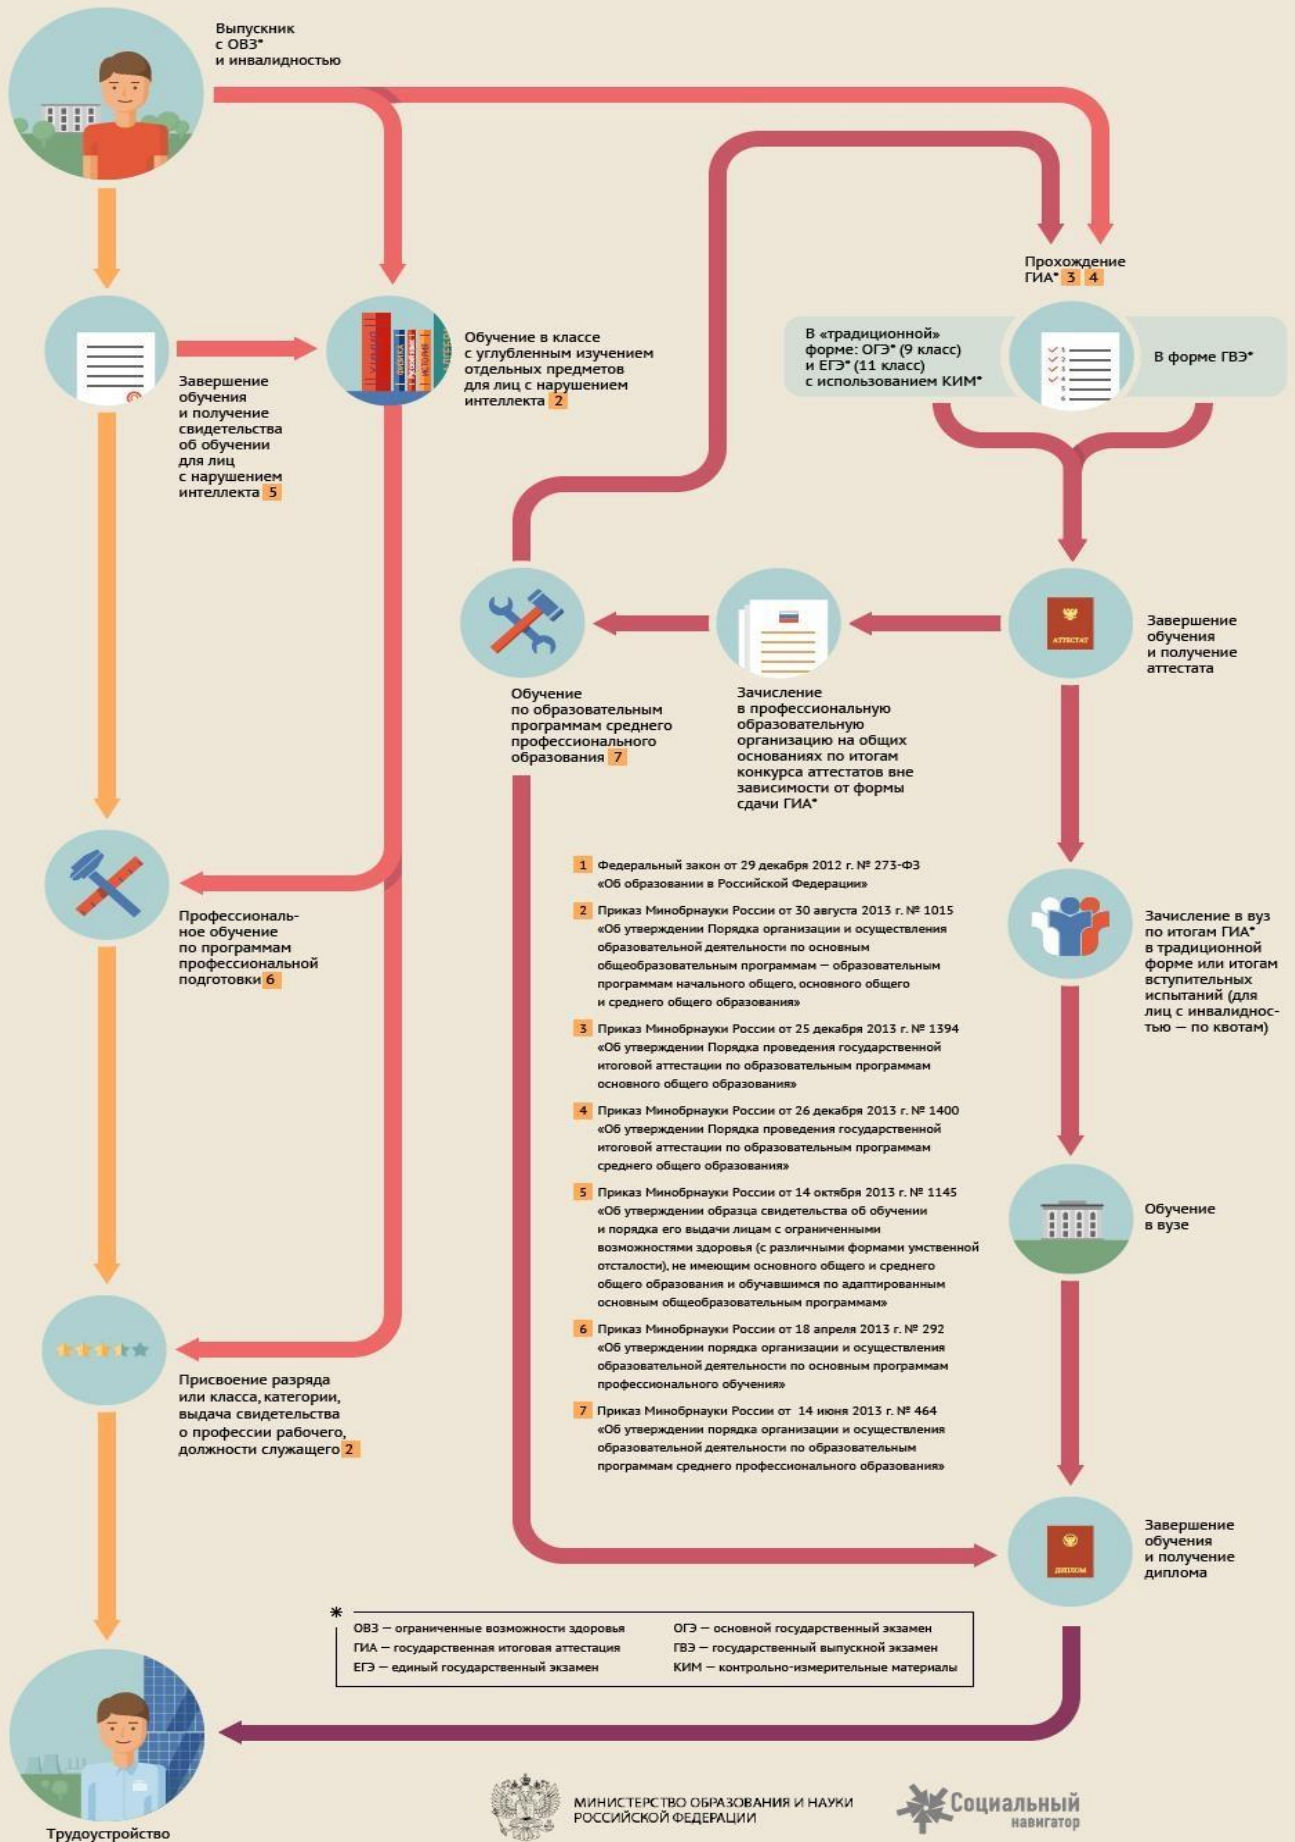 Выпускник
с ОВЗ*
и инвалидностью
Прохождение
ГИА* 3 4
В «традиционной»
форме: ОГЭ* (9 класс)
и ЕГЭ* (11 класс)
с использованием КИМ*
В форме ГВЭ*
ФИЗИКА
ИСТОРИЯ
Обучение в классе
с углубленным изучением
отдельных предметов
для лиц с нарушением
интеллекта 2
Завершение
обучения
и получение
свидетельства
об обучении
для лиц
с нарушением
интеллекта 5
АТТЕСТАТ
Завершение
обучения
и получение
аттестата
Обучение
по образовательным
программам среднего
профессионального
образования 7
Зачисление
в профессиональную
образовательную
организацию на общих
основаниях по итогам
конкурса аттестатов вне
зависимости от формы
сдачи ГИА*
Профессиональ-
ное обучение
по программам
профессиональной
подготовки 6
Зачисление в вуз
по итогам ГИА*
в традиционной
форме или итогам
вступительных
испытаний (для
лиц с инвалиднос-
тью — по квотам)
1 Федеральный закон от 29 декабря 2012 г. № 273-ФЗ
«Об образовании в Российской Федерации»
2 Приказ Минобрнауки России от 30 августа 2013 г. № 1015
«Об утверждении Порядка организации и осуществления
образовательной деятельности по основным
общеобразовательным программам — образовательным
программам начального общего, основного общего
и среднего общего образования»
3 Приказ Минобрнауки России от 25 декабря 2013 г. № 1394
«Об утверждении Порядка проведения государственной
итоговой аттестации по образовательным программам
основного общего образования»
4 Приказ Минобрнауки России от 26 декабря 2013 г. № 1400
«Об утверждении Порядка проведения государственной
итоговой аттестации по образовательным программам
среднего общего образования»
5 Приказ Минобрнауки России от 14 октября 2013 г. № 1145
«Об утверждении образца свидетельства об обучении
и порядка его выдачи лицам с ограниченными
возможностями здоровья (с различными формами умственной
отсталости), не имеющим основного общего и среднего
общего образования и обучавшимся по адаптированным
основным общеобразовательным программам»
6 Приказ Минобрнауки России от 18 апреля 2013 г. № 292
«Об утверждении порядка организации и осуществления
образовательной деятельности по основным программам
профессионального обучения»
7 Приказ Минобрнауки России от 14 июня 2013 г. № 464
«Об утверждении порядка организации и осуществления
образовательной деятельности по образовательным
программам среднего профессионального образования»
Обучение
в вузе
Присвоение разряда
или класса, категории,
выдача свидетельства
о профессии рабочего,
должности служащего 2
ДИПЛОМ
Завершение
обучения
и получение
диплома
*
ОВЗ — ограниченные возможности здоровья
ГИА — государственная итоговая аттестация
ЕГЭ — единый государственный экзамен
ОГЭ — основной государственный экзамен
ГВЭ — государственный выпускной экзамен
КИМ — контрольно-измерительные материалы
Трудоустройство
МИНИСТЕРСТВО ОБРАЗОВАНИЯ И НАУКИ
РОССИЙСКОЙ ФЕДЕРАЦИИ
Социальный
навигатор